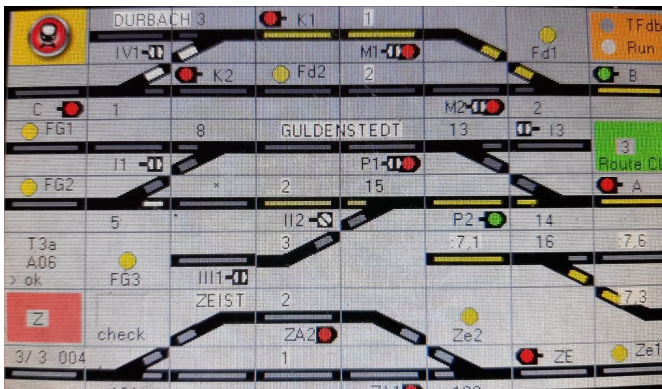 DURBACH 3 K1 1 TFdb
IV1 M1 Fd1 Run
K2 Fd2 2 B
C 1 M2 2
FG1 8 GULDENSTEDT 13 I3 3
I1 P1 Route CL
FG2 * 2 15 A
5 II2 P2 14
T3a 3 :7,1 16 :7,6
A06
> ok FG3 III1
ZEIST 2 :7,3
Z check ZA2 Ze2
3/ 3 004 1 ZE Ze1